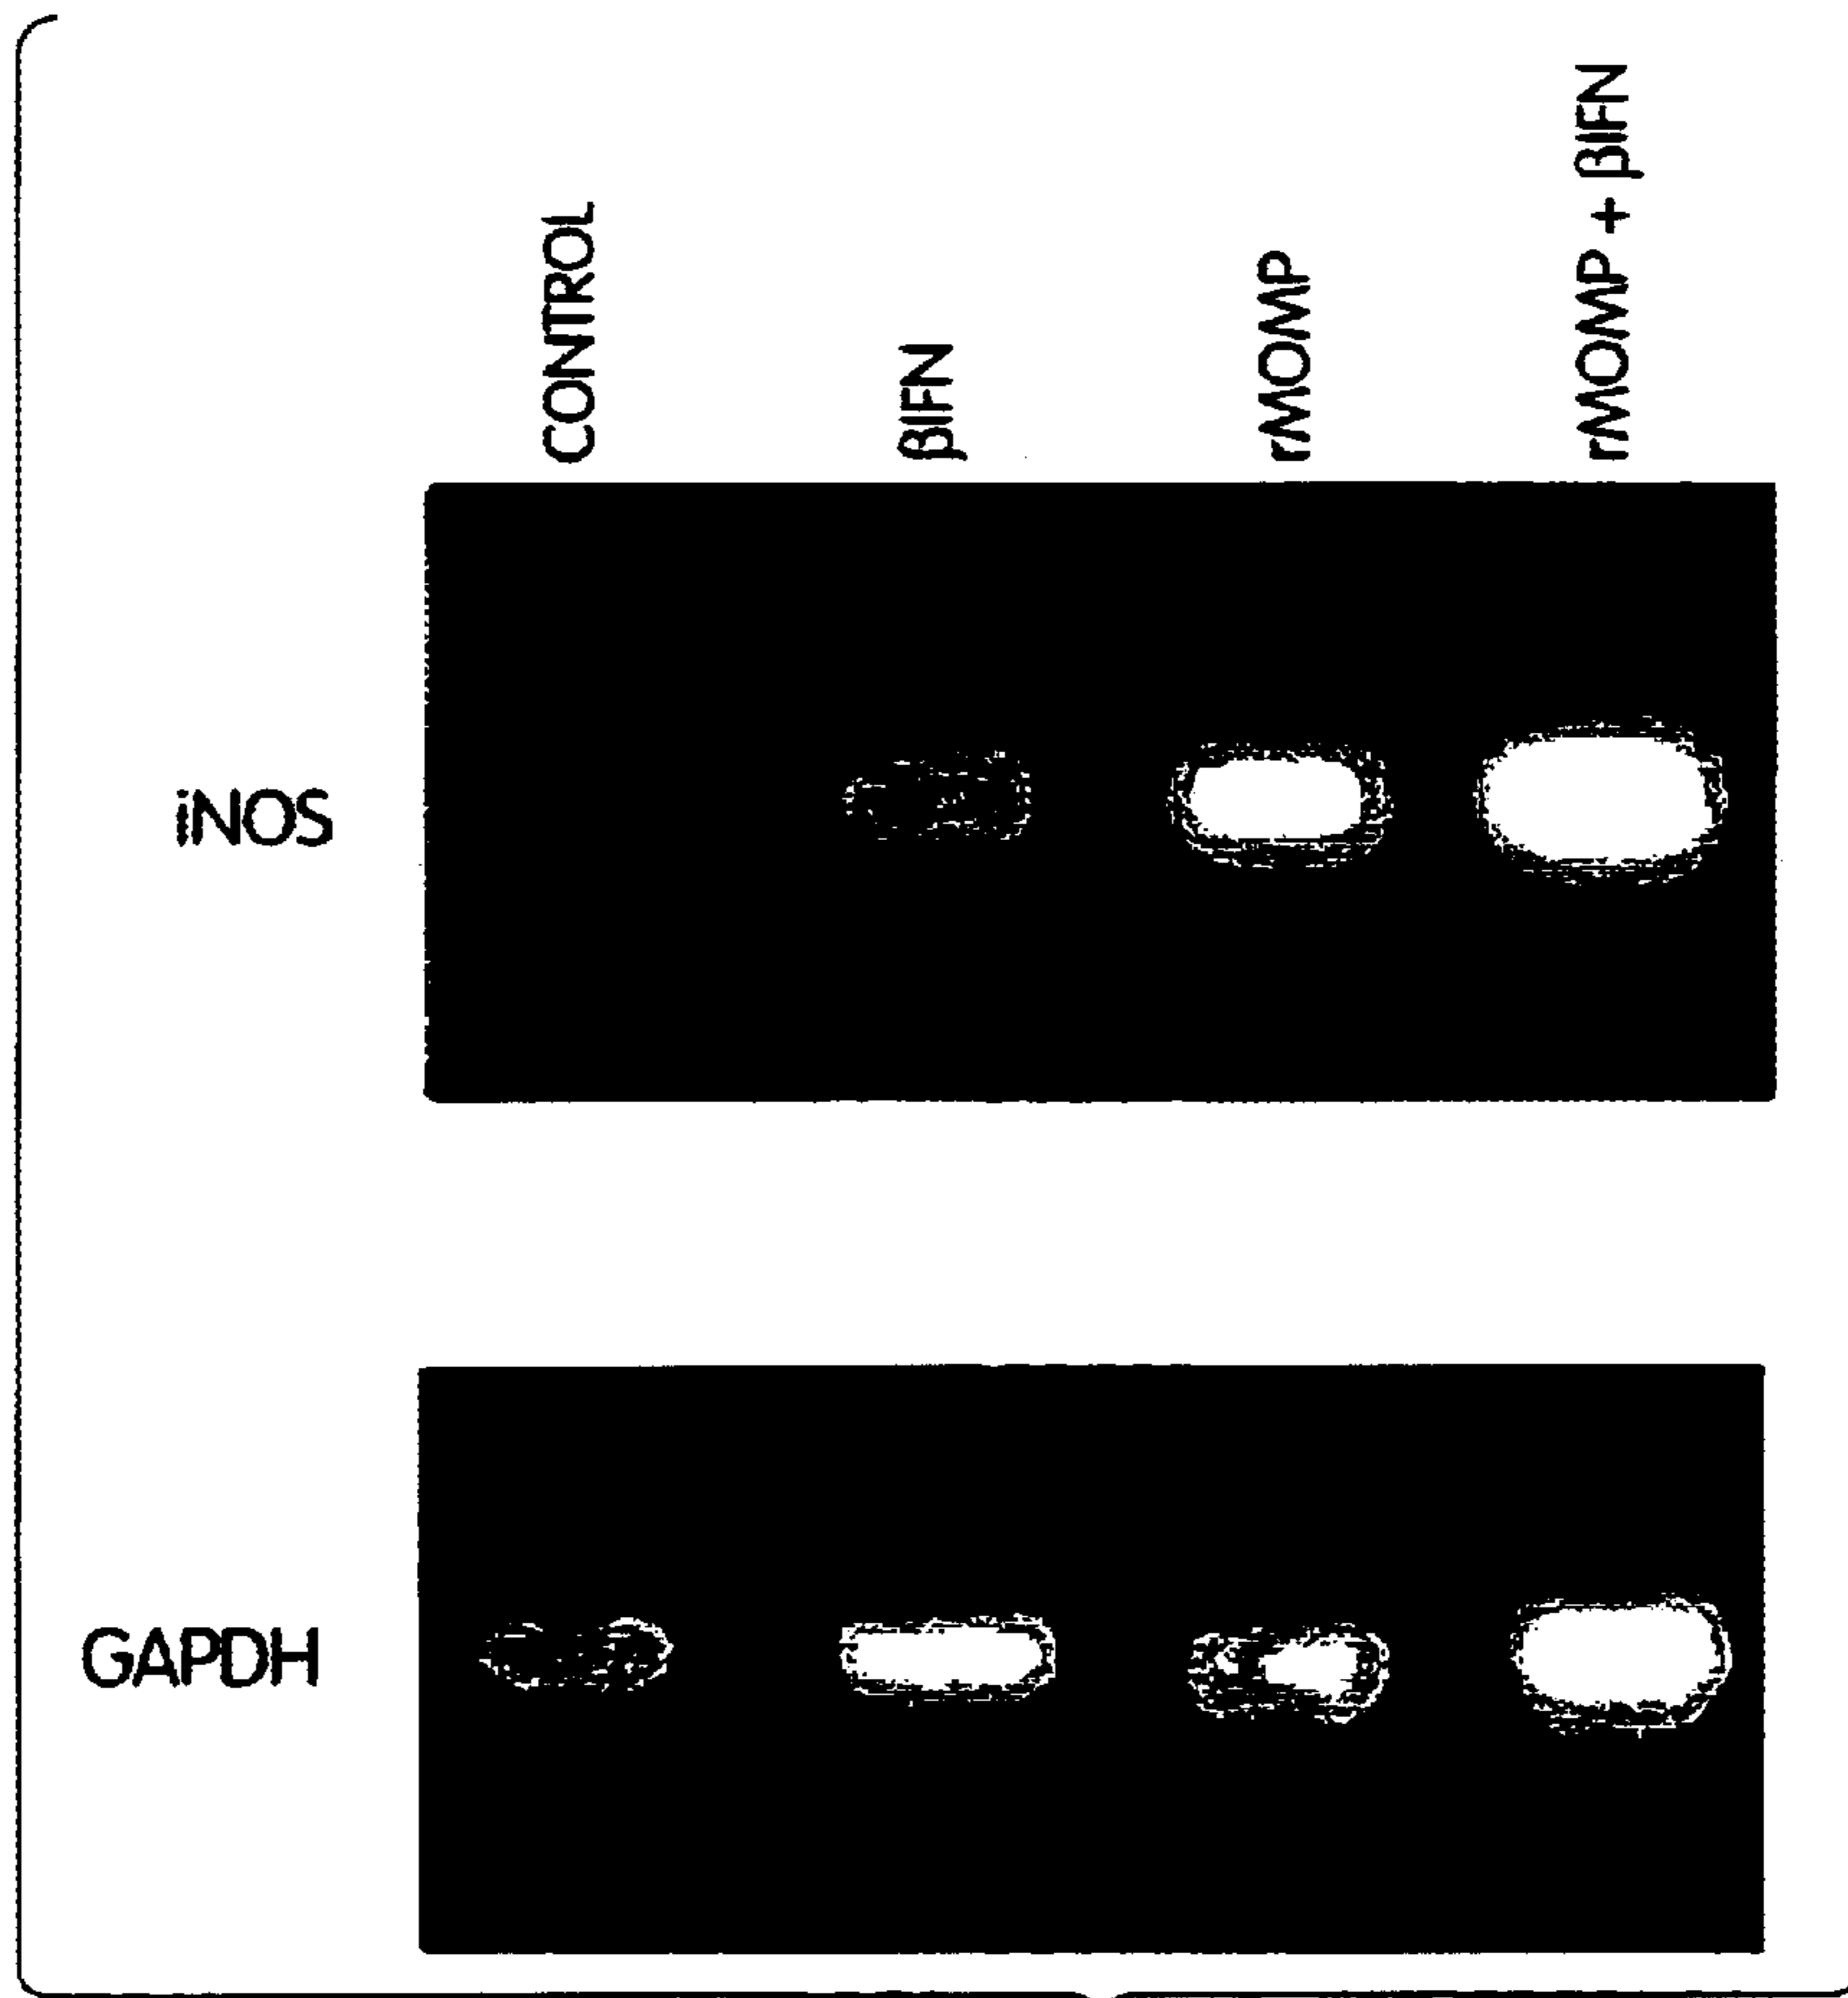 CONTROL
βIFN
rMOMP
rMOMP + βIFN
iNOS
GAPDH